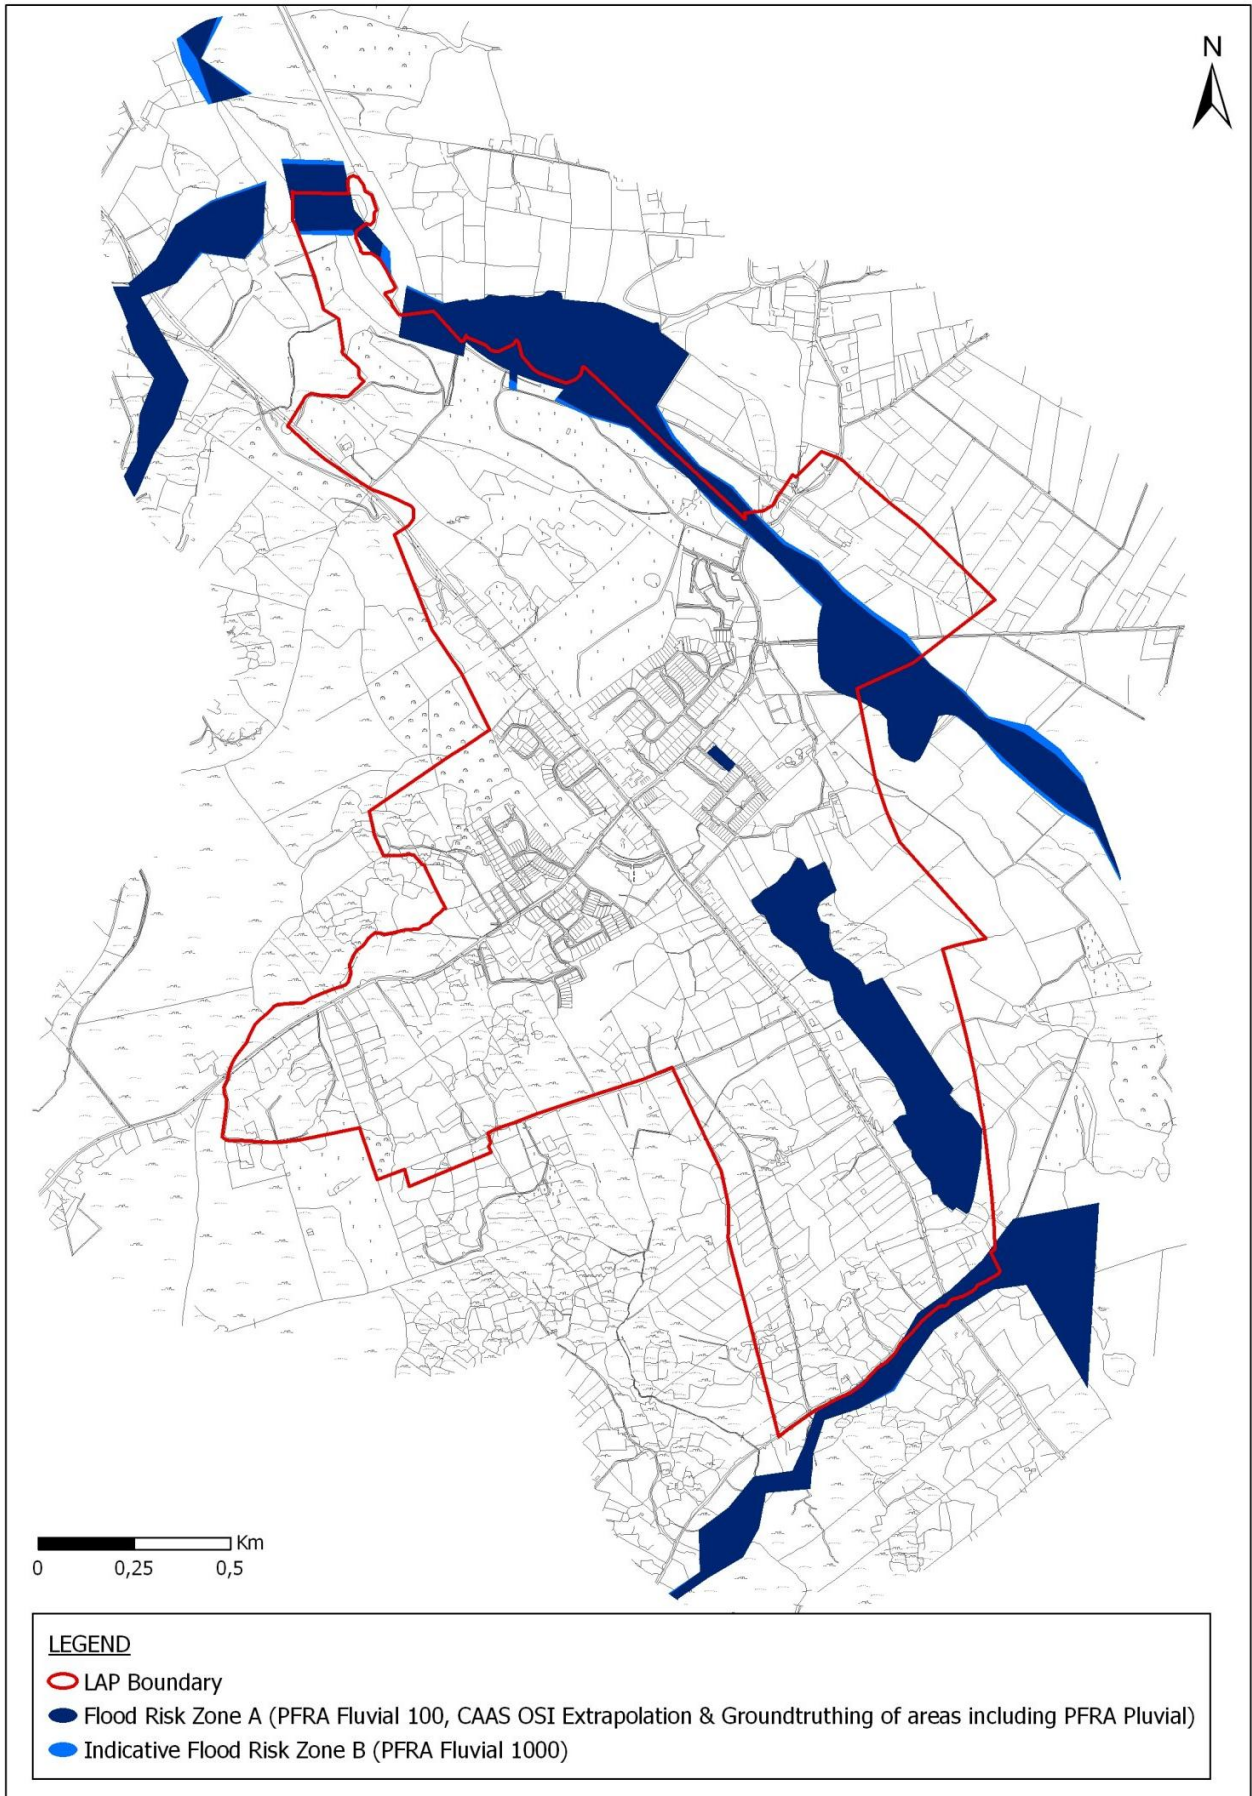 N
Km
0 0,25 0,5
LEGEND
LAP Boundary
Flood Risk Zone A (PFRA Fluvial 100, CAAS OSI Extrapolation & Groundtruthing of areas including PFRA Pluvial)
Indicative Flood Risk Zone B (PFRA Fluvial 1000)